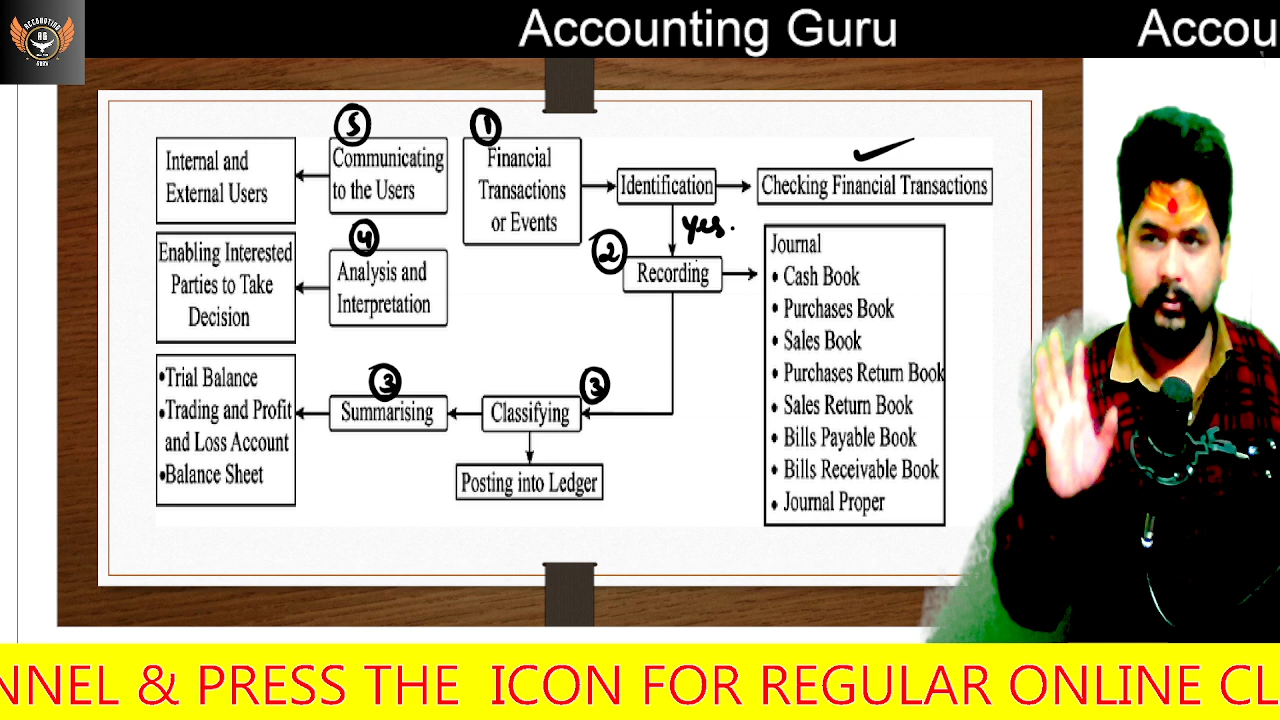 Accounting Guru
Accou
ACCOUNTING
AG
GURU
5
Communicating
to the Users
Internal and
External Users
1
Financial
Transactions
or Events
Identification
Checking Financial Transactions
yes.
2
Recording
Journal
• Cash Book
• Purchases Book
• Sales Book
• Purchases Return Book
• Sales Return Book
• Bills Payable Book
• Bills Receivable Book
• Journal Proper
4
Analysis and
Interpretation
Enabling Interested
Parties to Take
Decision
3
Classifying
Posting into Ledger
3
Summarising
•Trial Balance
•Trading and Profit
and Loss Account
•Balance Sheet
NNEL & PRESS THE ICON FOR REGULAR ONLINE CL